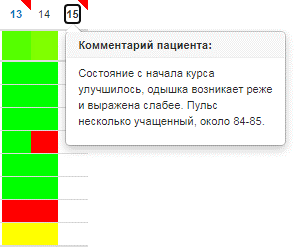 13 14 15
Комментарий пациента:
Состояние с начала курса
улучшилось, одышка возникает реже
и выражена слабее. Пульс
несколько учащенный, около 84-85.